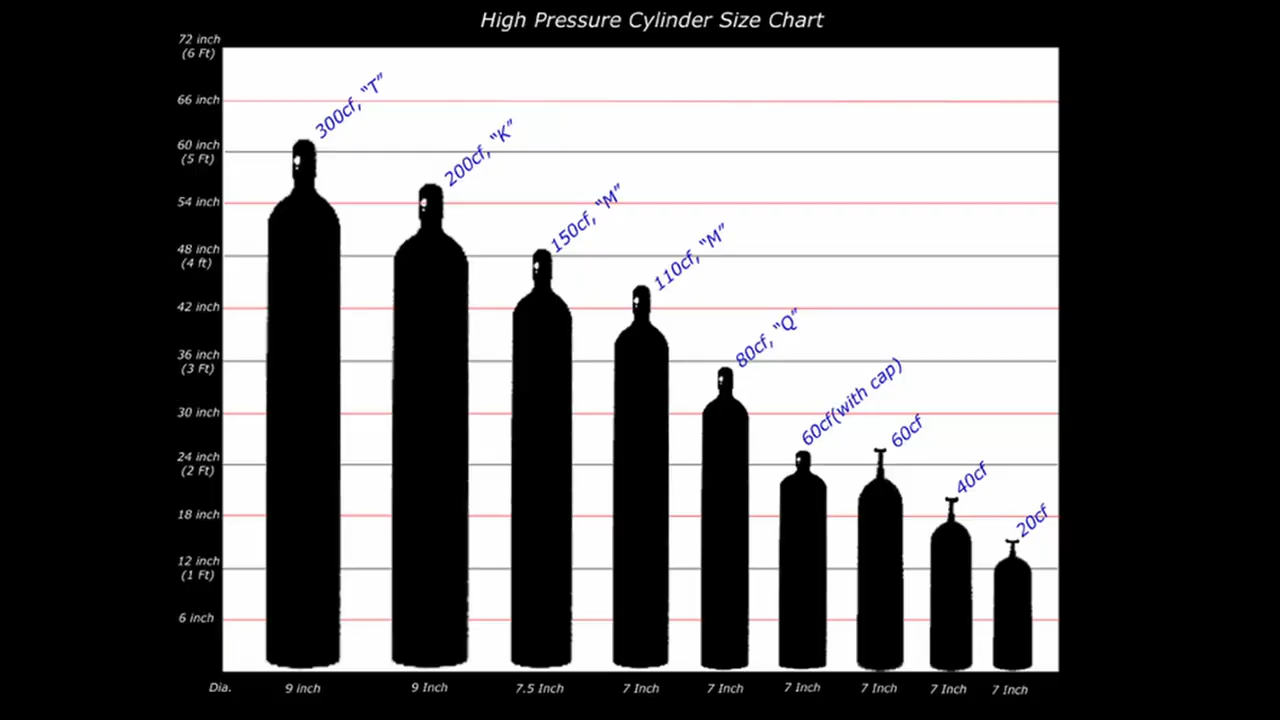 High Pressure Cylinder Size Chart
72 inch
(6 Ft)
66 inch
60 inch
(5 Ft)
54 inch
48 inch
(4 ft)
42 inch
36 inch
(3 Ft)
30 inch
24 inch
(2 Ft)
18 inch
12 inch
(1 Ft)
6 inch
300cf, "T"
200cf, "K"
150cf, "M"
110cf, "M"
80cf, "Q"
60cf(with cap)
60cf
40cf
20cf
Dia. 9 inch 9 Inch 7.5 Inch 7 Inch 7 Inch 7 Inch 7 Inch 7 Inch 7 Inch